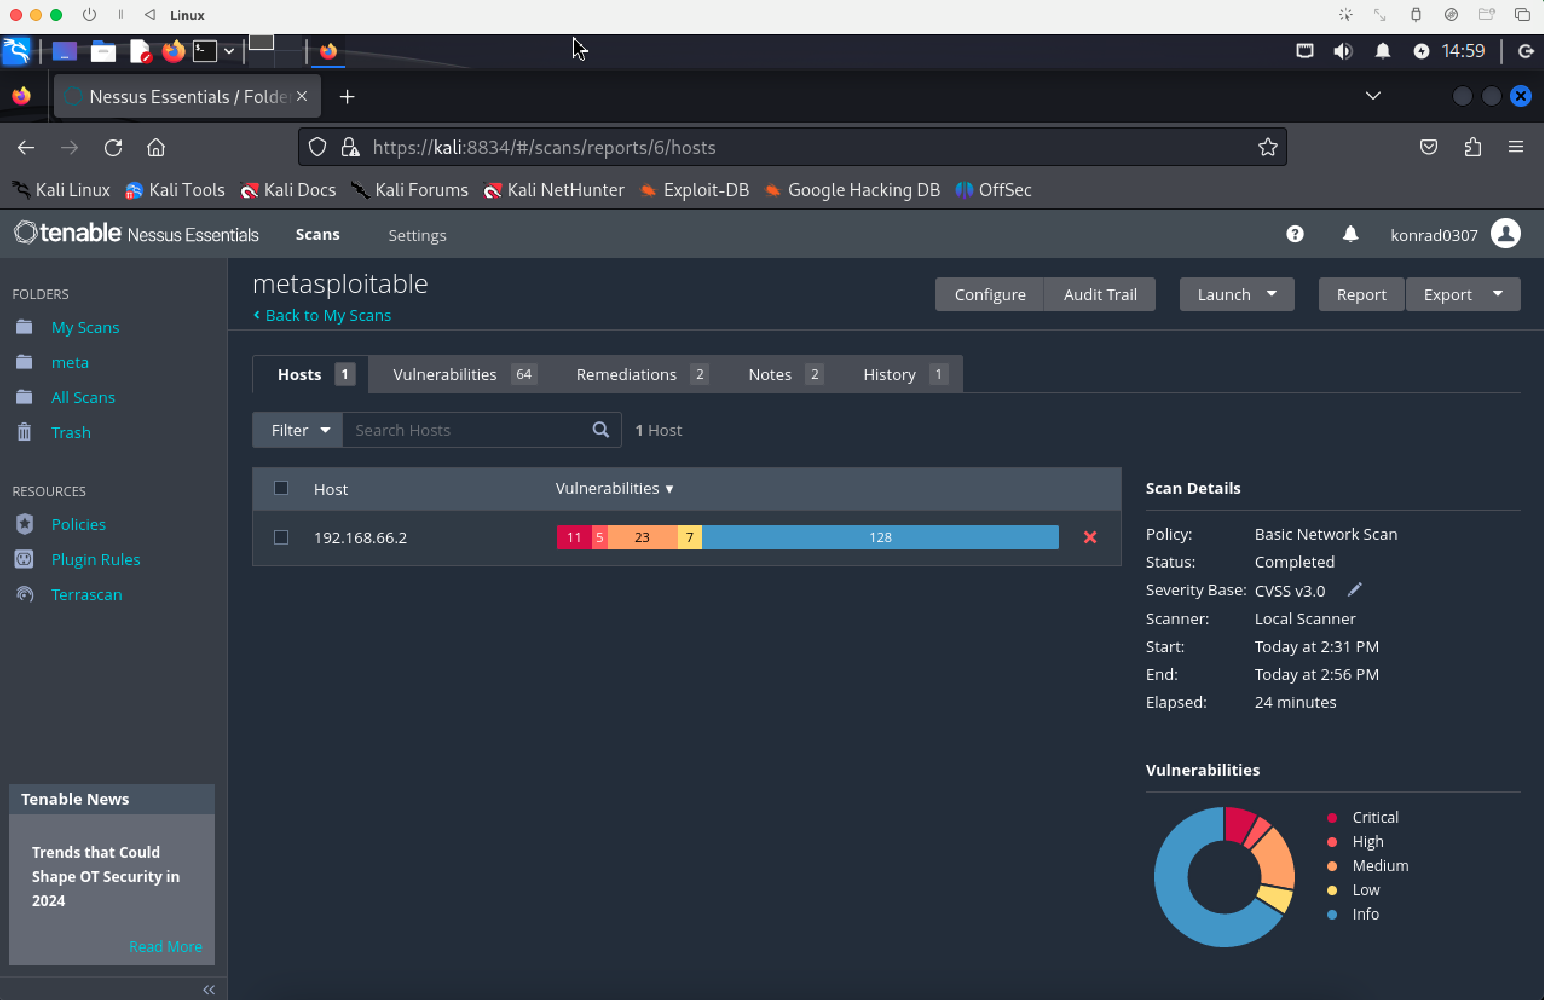 Linux
14:59
Nessus Essentials / Folde
https://kali:8834/#/scans/reports/6/hosts
Kali Linux Kali Tools Kali Docs Kali Forums Kali NetHunter Exploit-DB Google Hacking DB OffSec
tenable Nessus Essentials Scans Settings konrad0307
FOLDERS
My Scans
meta
All Scans
Trash
RESOURCES
Policies
Plugin Rules
Terrascan
Tenable News
Trends that Could
Shape OT Security in
2024
Read More
metasploitable
Back to My Scans
Configure Audit Trail Launch Report Export
Hosts 1 Vulnerabilities 64 Remediations 2 Notes 2 History 1
Filter Search Hosts 1 Host
Host Vulnerabilities
192.168.66.2 11 5 23 7 128
Scan Details
Policy: Basic Network Scan
Status: Completed
Severity Base: CVSS v3.0
Scanner: Local Scanner
Start: Today at 2:31 PM
End: Today at 2:56 PM
Elapsed: 24 minutes
Vulnerabilities
Critical
High
Medium
Low
Info